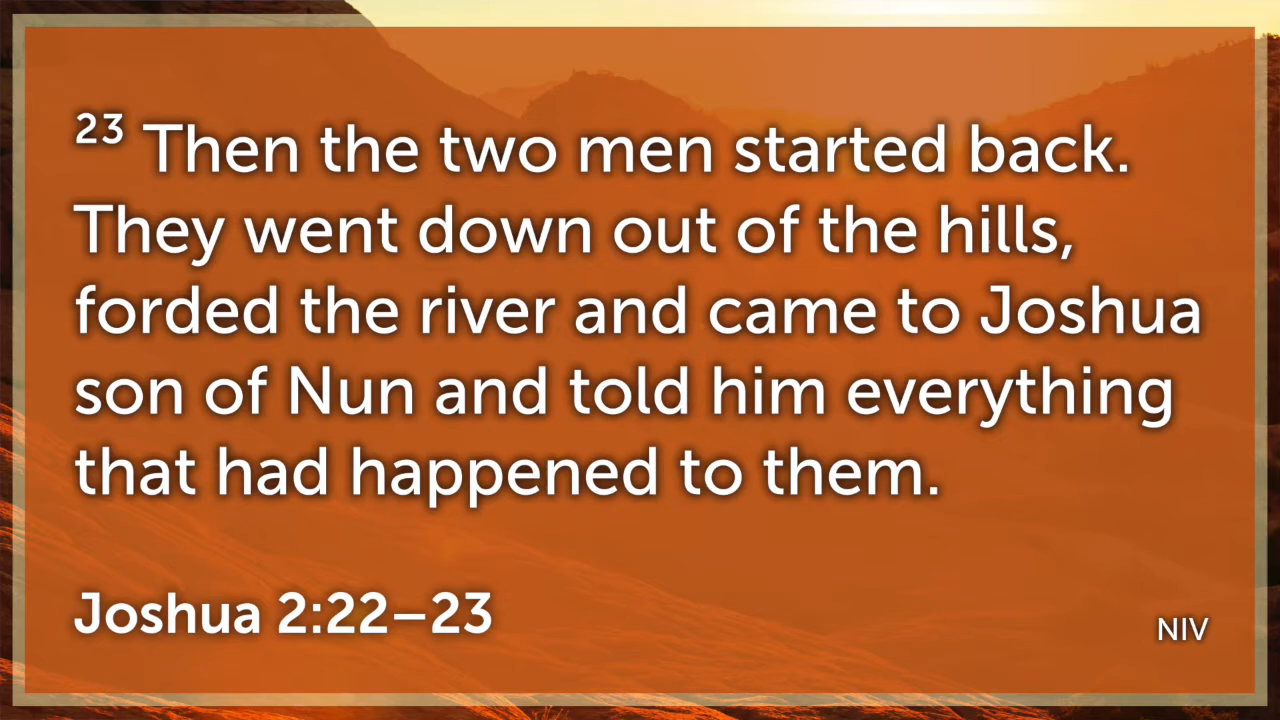 23 Then the two men started back.
They went down out of the hills,
forded the river and came to Joshua
son of Nun and told him everything
that had happened to them.
Joshua 2:22–23
NIV